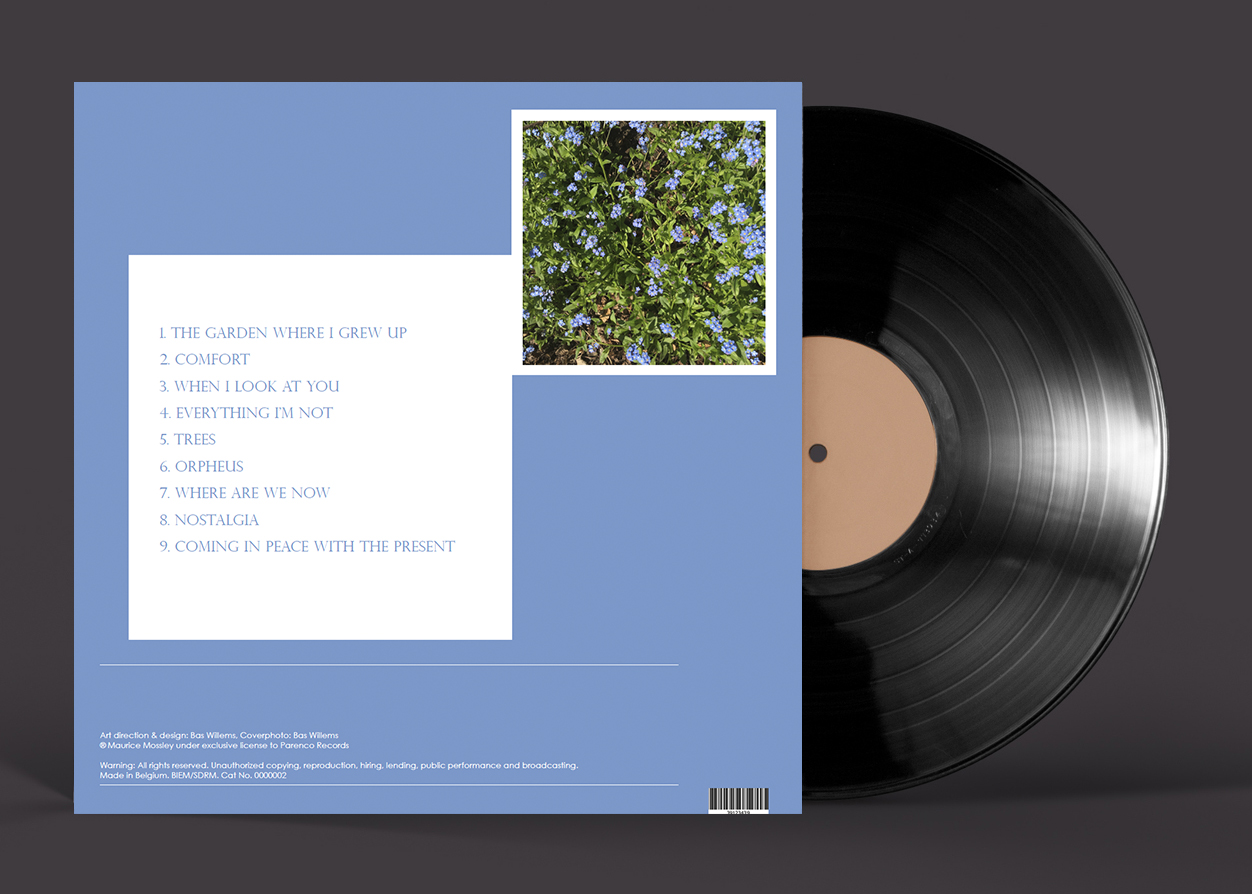 1. THE GARDEN WHERE I GREW UP
2. COMFORT
3. WHEN I LOOK AT YOU
4. EVERYTHING I'M NOT
5. TREES
6. ORPHEUS
7. WHERE ARE WE NOW
8. NOSTALGIA
9. COMING IN PEACE WITH THE PRESENT
Art direction & design: Bas Willems, Coverphoto: Bas Willems
® Maurice Mossley under exclusive license to Parenco Records
Warning: All rights reserved. Unauthorized copying, reproduction, hiring, lending, public performance and broadcasting.
Made in Belgium. BIEM/SDRM, Cat No. 0000002